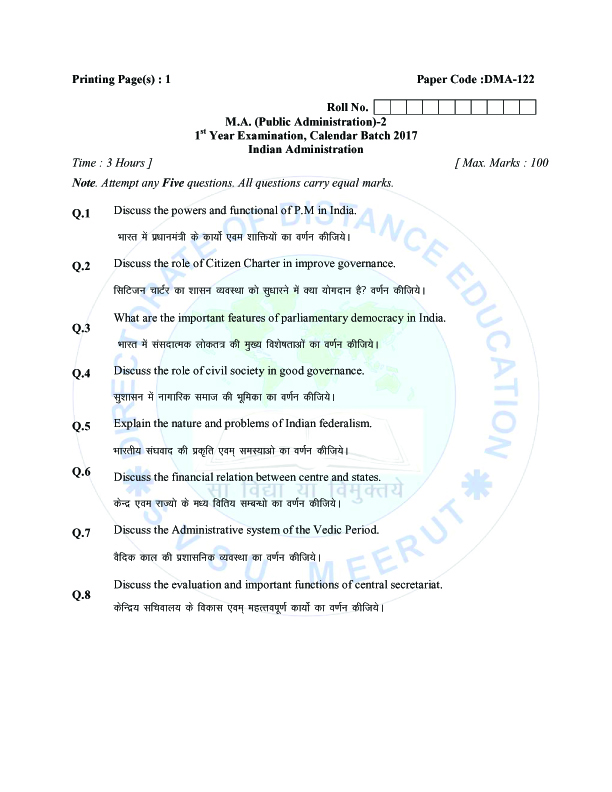 Printing Page(s) : 1 Paper Code :DMA-122
Roll No.
M.A. (Public Administration)-2
1st Year Examination, Calendar Batch 2017
Indian Administration
Time : 3 Hours ] [ Max. Marks : 100
Note. Attempt any Five questions. All questions carry equal marks.
Q.1 Discuss the powers and functional of P.M in India.
भारत में प्रधानमंत्री के कार्यो एवम शाक्तियों का वर्णन कीजिये।
Q.2 Discuss the role of Citizen Charter in improve governance.
सिटिजन चार्टर का शासन व्यवस्था को सुधारने में क्या योगदान है? वर्णन कीजिये।
Q.3 What are the important features of parliamentary democracy in India.
भारत में संसदात्मक लोकतत्र की मुख्य विशेषताओं का वर्णन कीजिये।
Q.4 Discuss the role of civil society in good governance.
सुशासन में नागारिक समाज की भूमिका का वर्णन कीजिये।
Q.5 Explain the nature and problems of Indian federalism.
भारतीय संघवाद की प्रकृति एवम् समस्याओ का वर्णन कीजिये।
Q.6 Discuss the financial relation between centre and states.
केन्द्र एवम राज्यो के मध्य वितिय सम्बन्धो का वर्णन कीजिये।
Q.7 Discuss the Administrative system of the Vedic Period.
वैदिक काल की प्रशासनिक व्यवस्था का वर्णन कीजिये।
Q.8 Discuss the evaluation and important functions of central secretariat.
केन्द्रिय सचिवालय के विकास एवम् महत्तवपूर्ण कार्यो का वर्णन कीजिये।
DIRECTORATE OF DISTANCE EDUCATION
सा विद्या या विमुक्तये
S V S U MEERUT